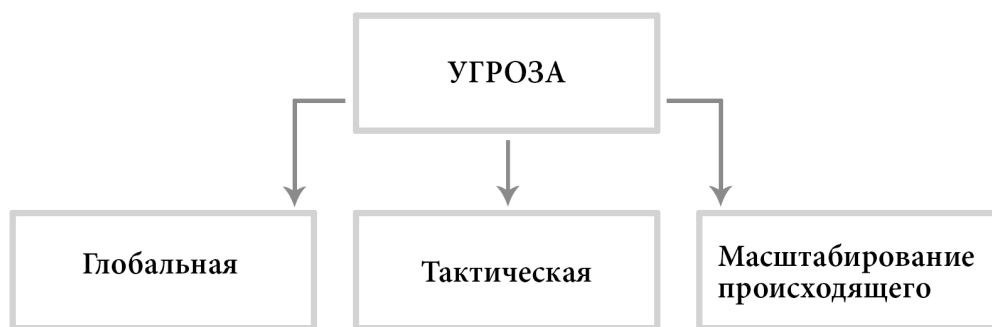 УГРОЗА
Глобальная
Тактическая
Масштабирование
происходящего